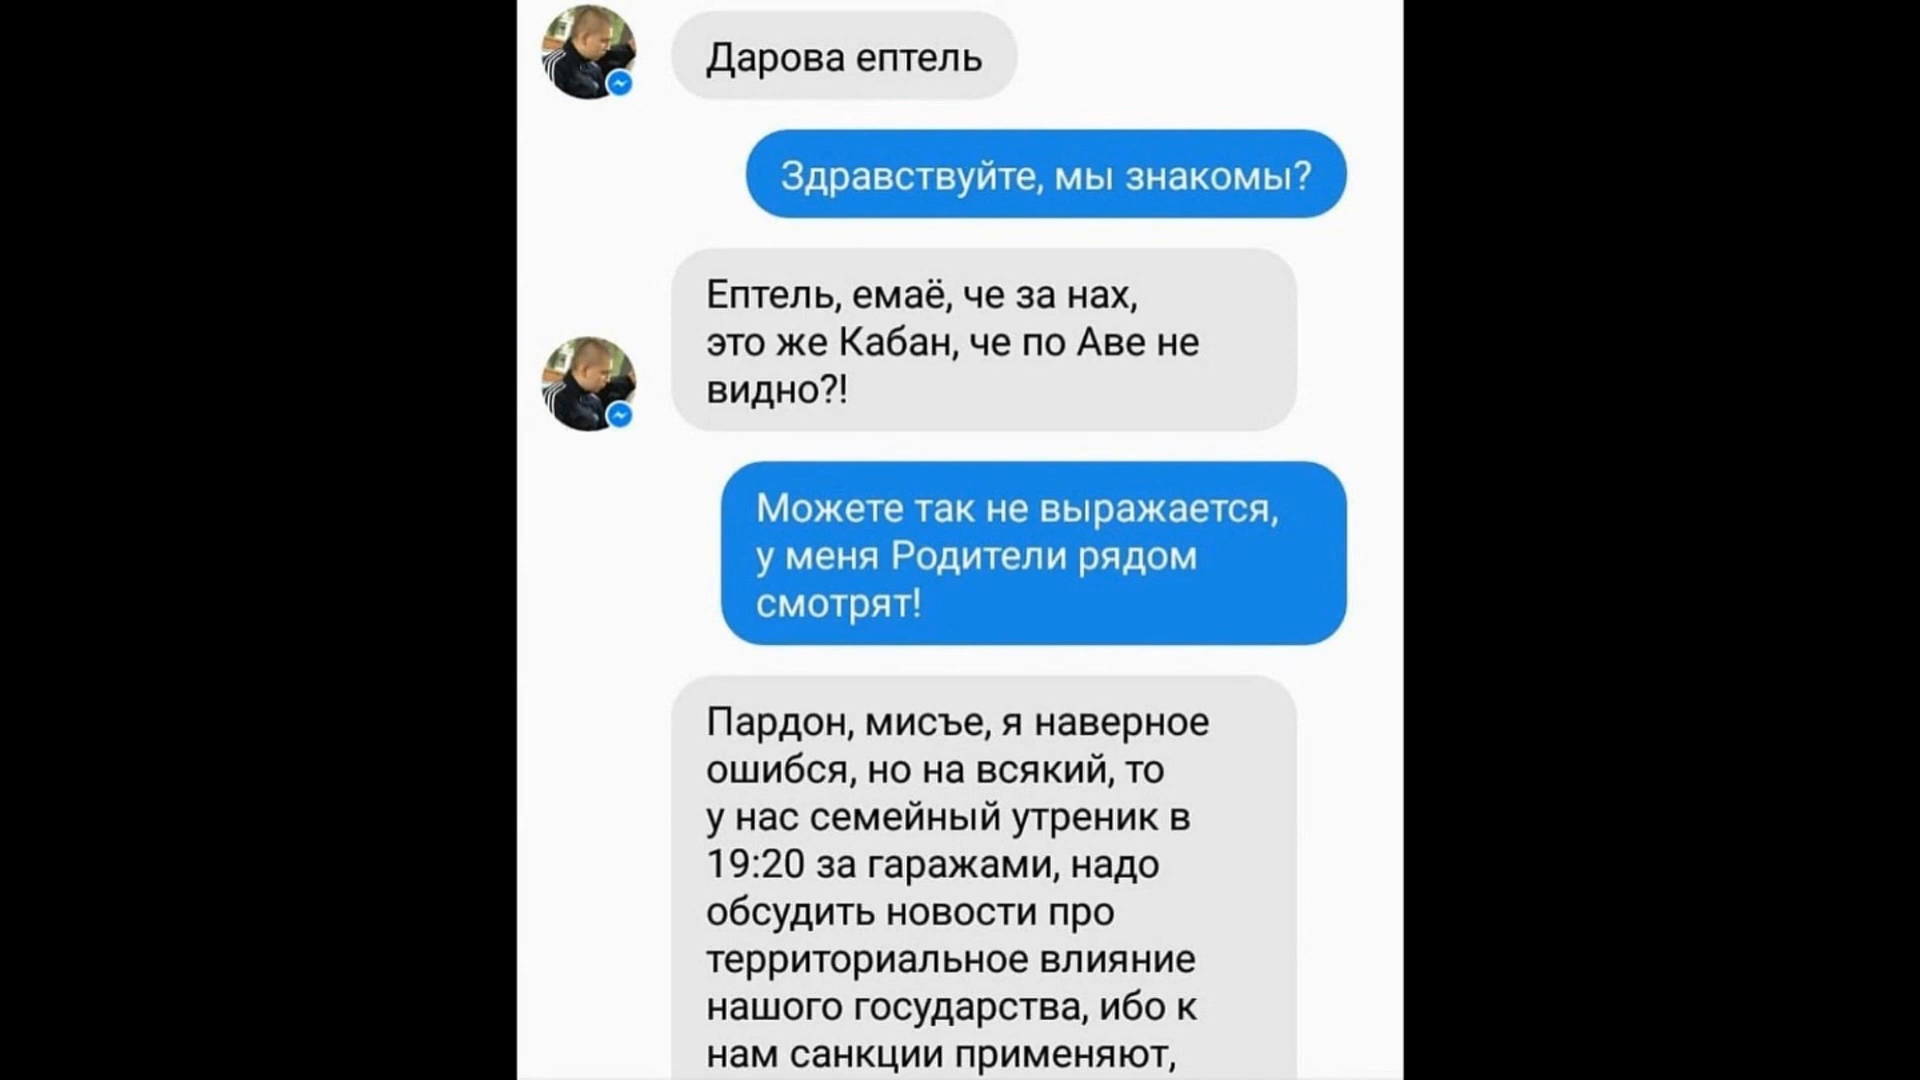 Дарова ептель
Здравствуйте, мы знакомы?
Ептель, емаё, че за нах,
это же Кабан, че по Аве не
видно?!
Можете так не выражается,
у меня Родители рядом
смотрят!
Пардон, мисъе, я наверное
ошибся, но на всякий, то
у нас семейный утреник в
19:20 за гаражами, надо
обсудить новости про
территориальное влияние
нашого государства, ибо к
нам санкции применяют,